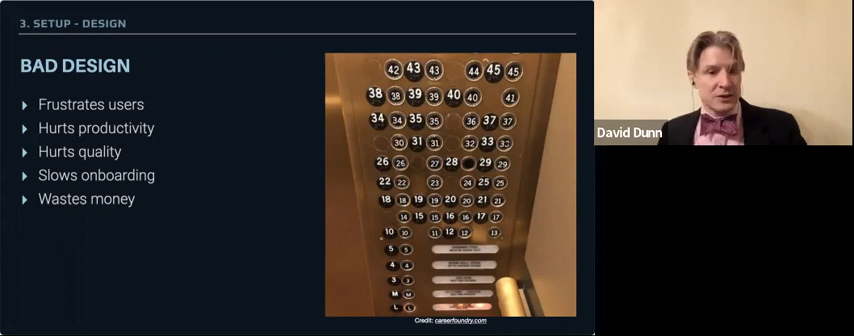 3. SETUP - DESIGN
BAD DESIGN
Frustrates users
Hurts productivity
Hurts quality
Slows onboarding
Wastes money
42 43 43 44 45 45
38 38 39 39 40 40 41
34 34 35 35 36 37 37
30 31 31 32 33 33
26 26 27 28 29 29
22 22 23 24 25 25
18 18 19 19 20 20 21 21
14 15 15 16 16 17 17
10 10 11 12 12 13
5 5
4 4
3 3
M M
L L
Credit: careerfoundry.com
David Dunn